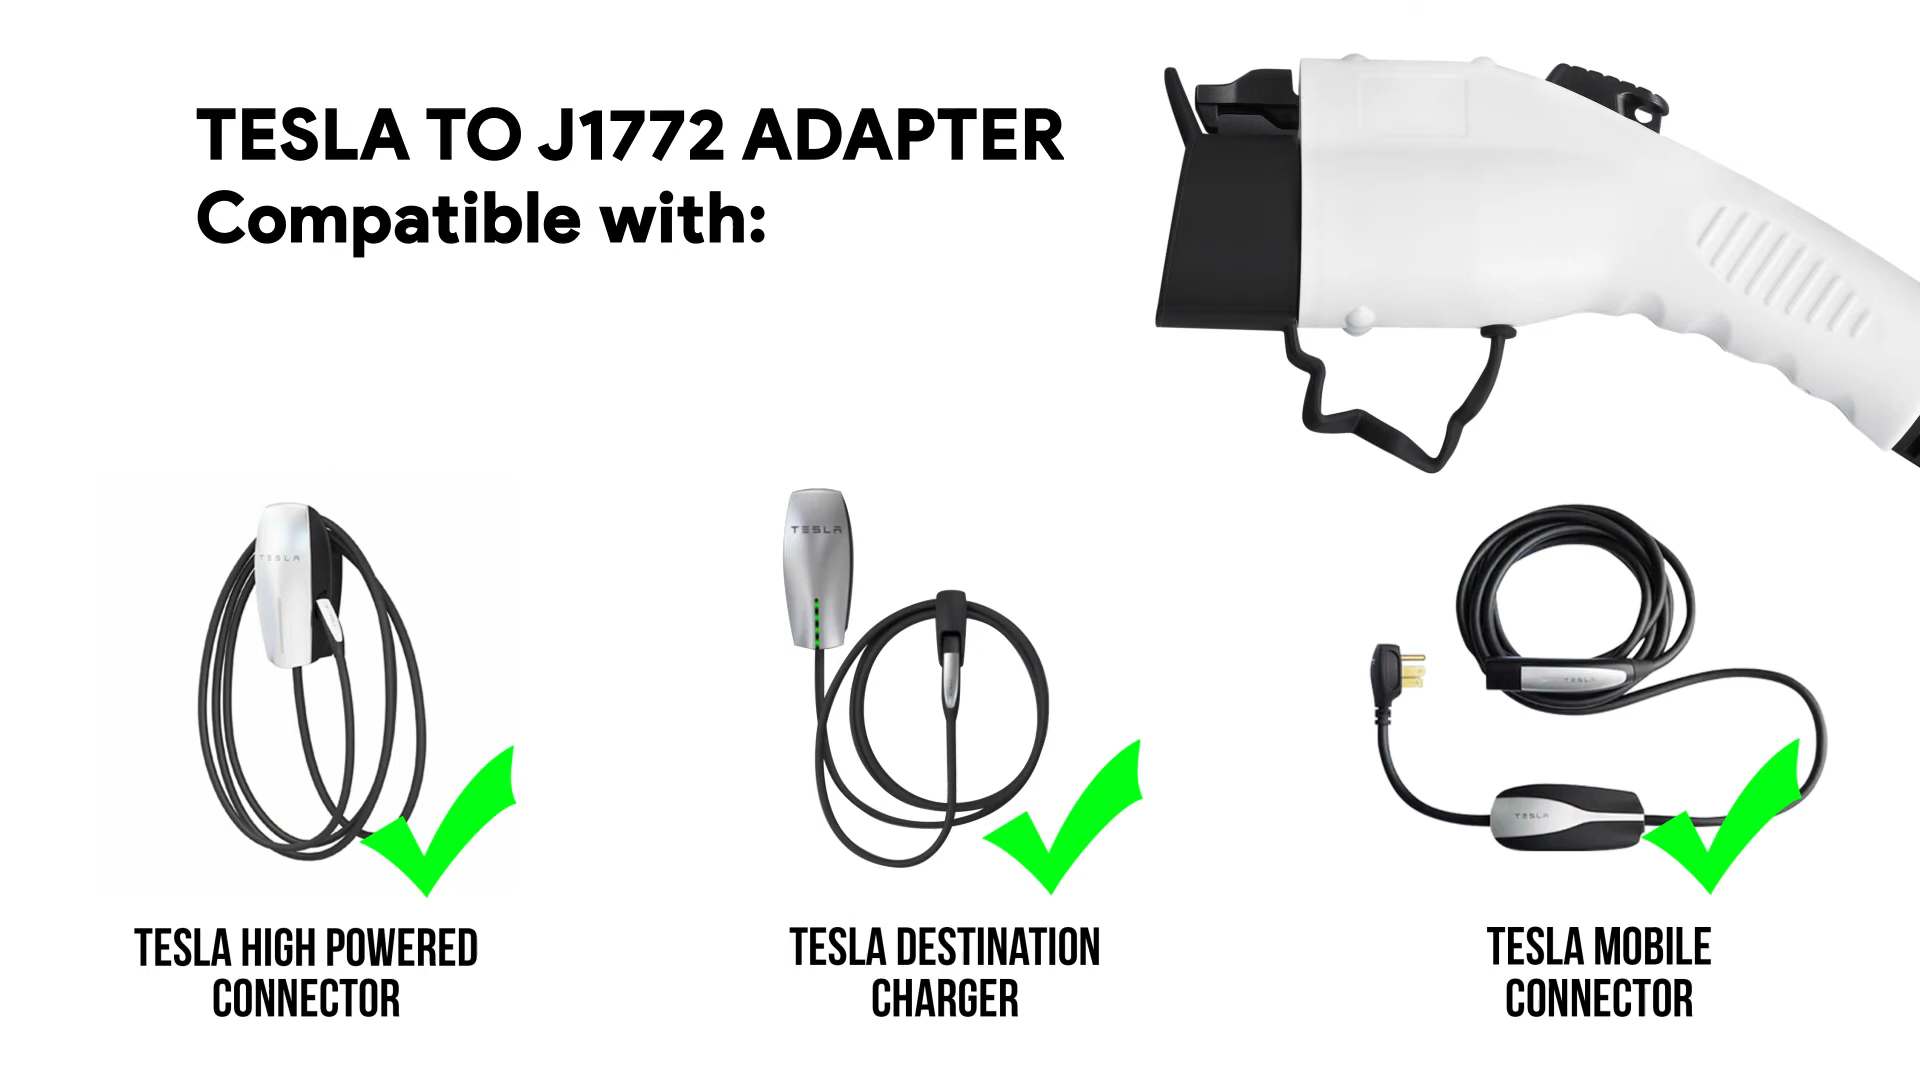 TESLA TO J1772 ADAPTER
Compatible with:
TESLA
TESLA
TESLA
TESLA
TESLA HIGH POWERED
CONNECTOR
TESLA DESTINATION
CHARGER
TESLA MOBILE
CONNECTOR